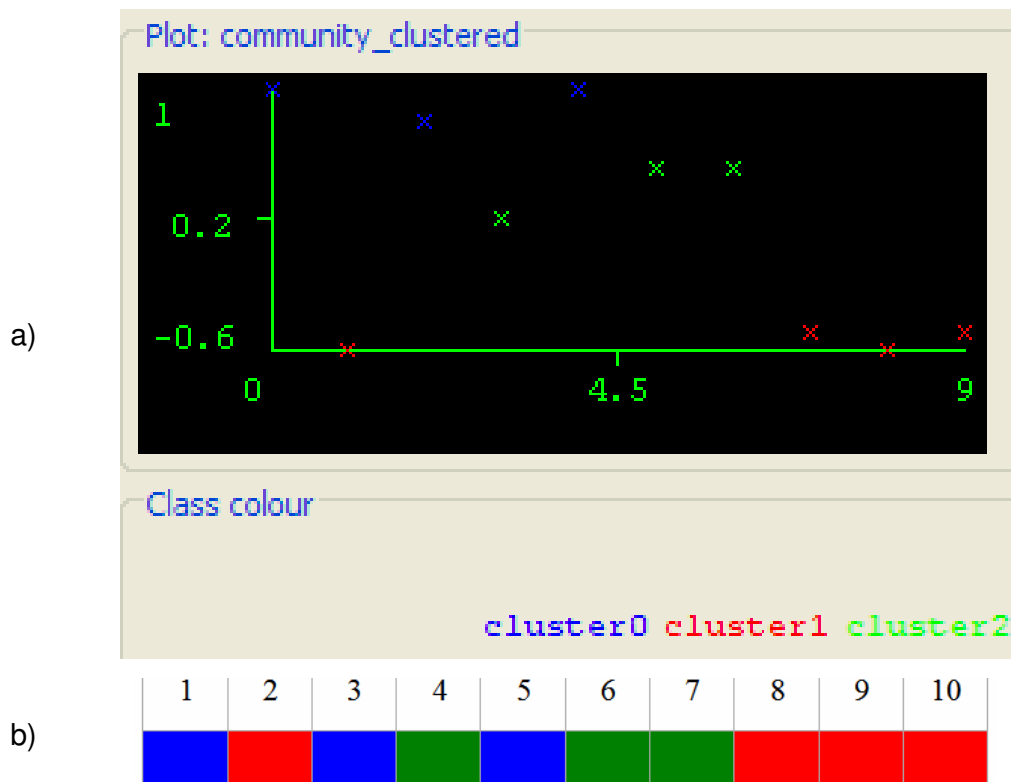 Plot: community_clustered
1
0.2
a)
-0.6
0 4.5 9
Class colour
cluster0 cluster1 cluster2
1 2 3 4 5 6 7 8 9 10
b)